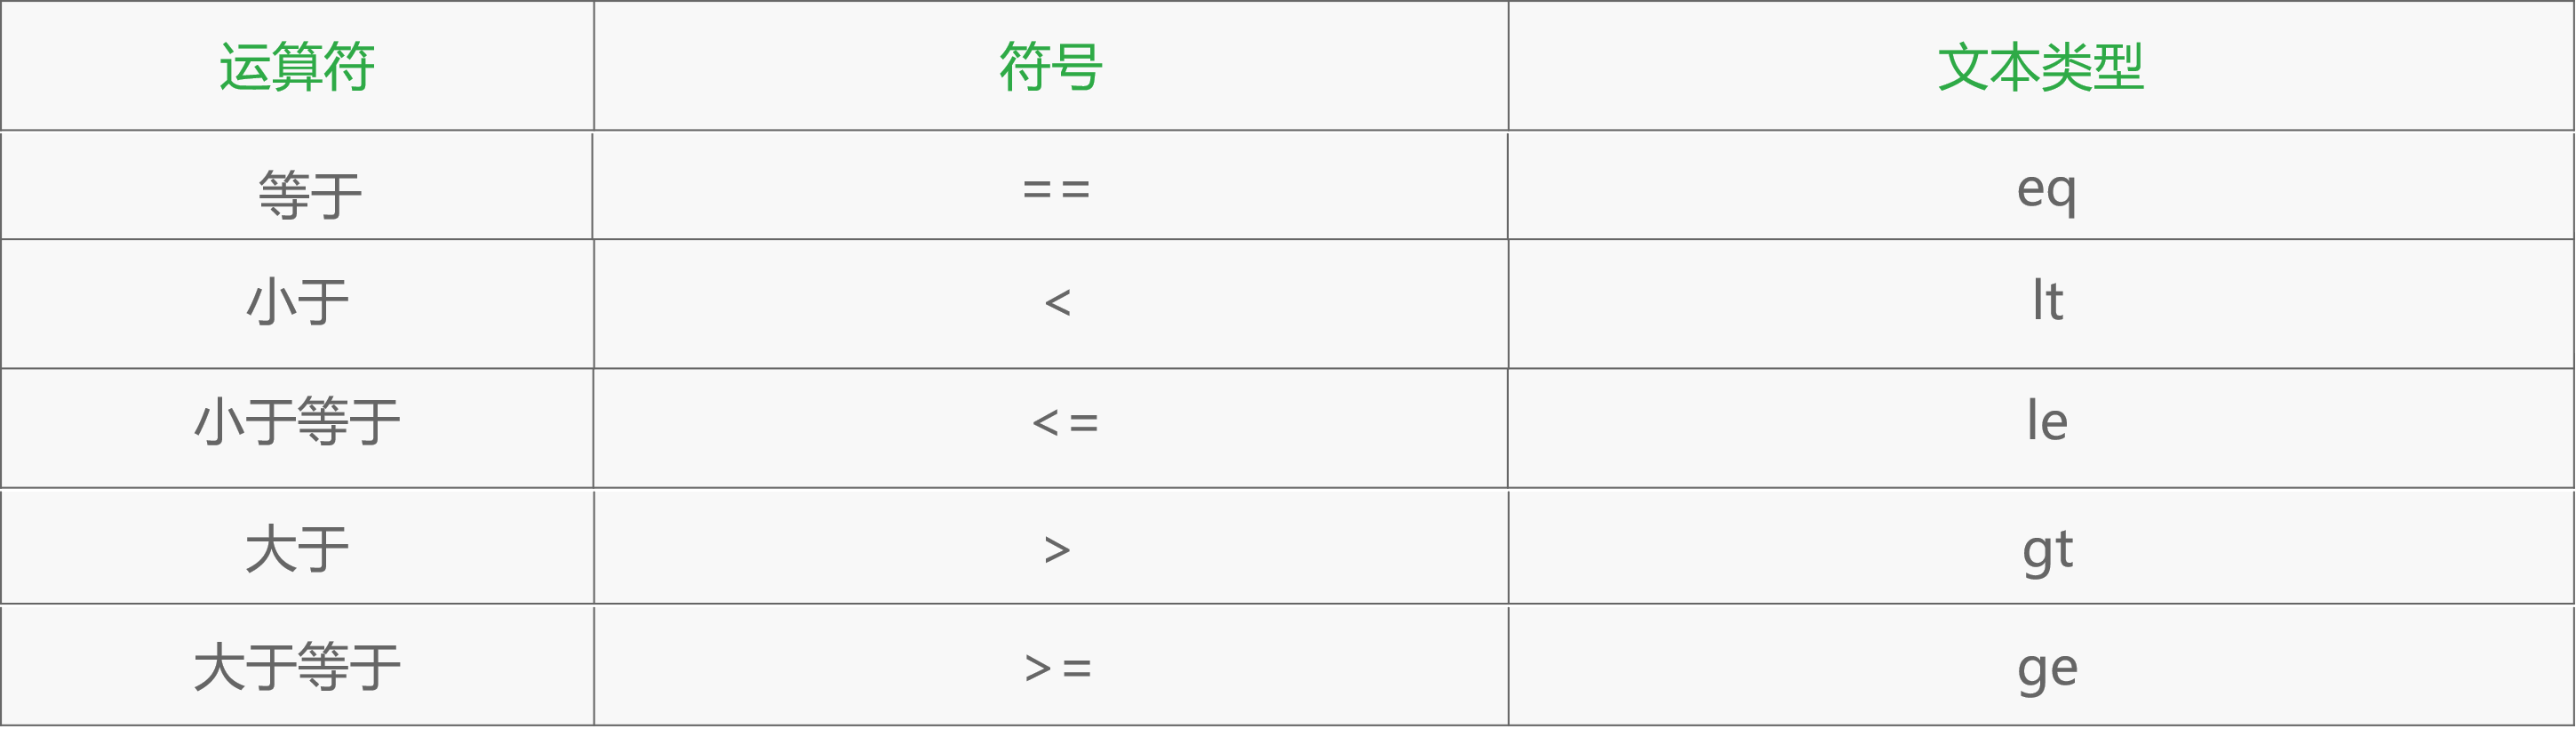 运算符 符号 文本类型
等于 == eq
小于 < lt
小于等于 <= le
大于 > gt
大于等于 >= ge